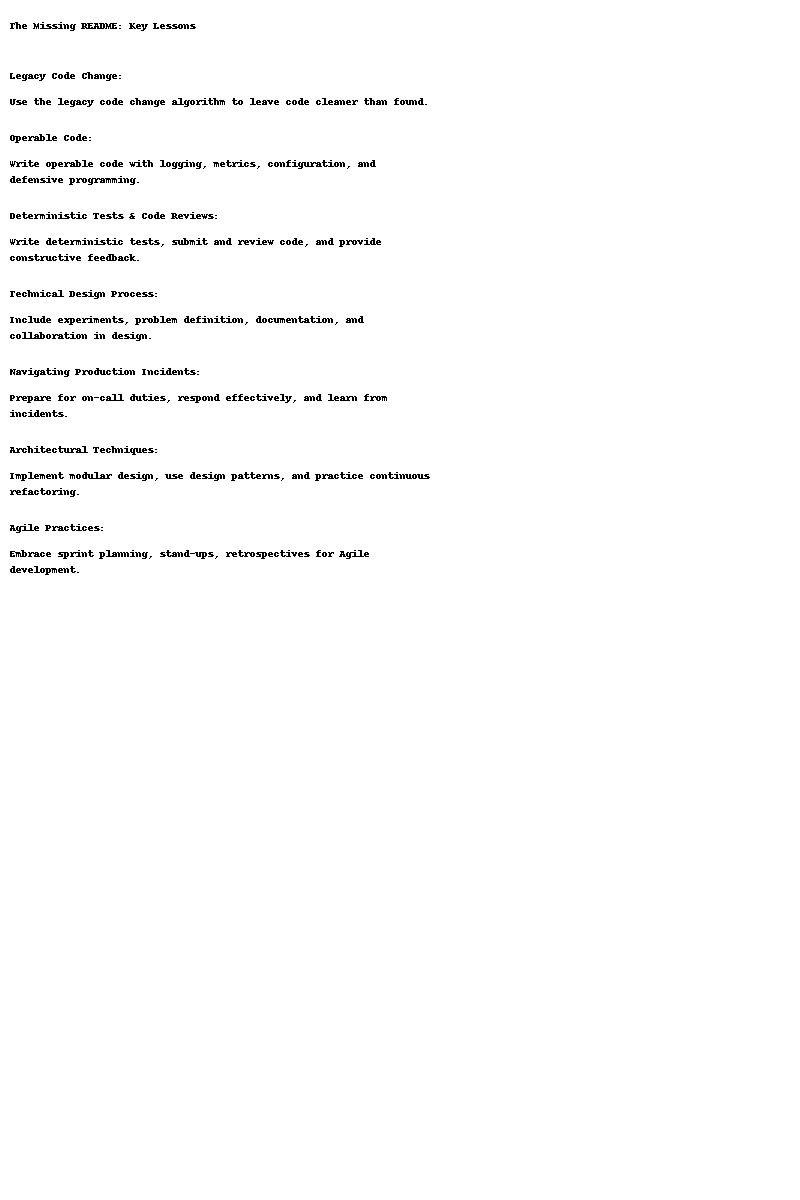 The Missing README: Key Lessons
Legacy Code Change:
Use the legacy code change algorithm to leave code cleaner than found.
Operable Code:
Write operable code with logging, metrics, configuration, and
defensive programming.
Deterministic Tests & Code Reviews:
Write deterministic tests, submit and review code, and provide
constructive feedback.
Technical Design Process:
Include experiments, problem definition, documentation, and
collaboration in design.
Navigating Production Incidents:
Prepare for on-call duties, respond effectively, and learn from
incidents.
Architectural Techniques:
Implement modular design, use design patterns, and practice continuous
refactoring.
Agile Practices:
Embrace sprint planning, stand-ups, retrospectives for Agile
development.